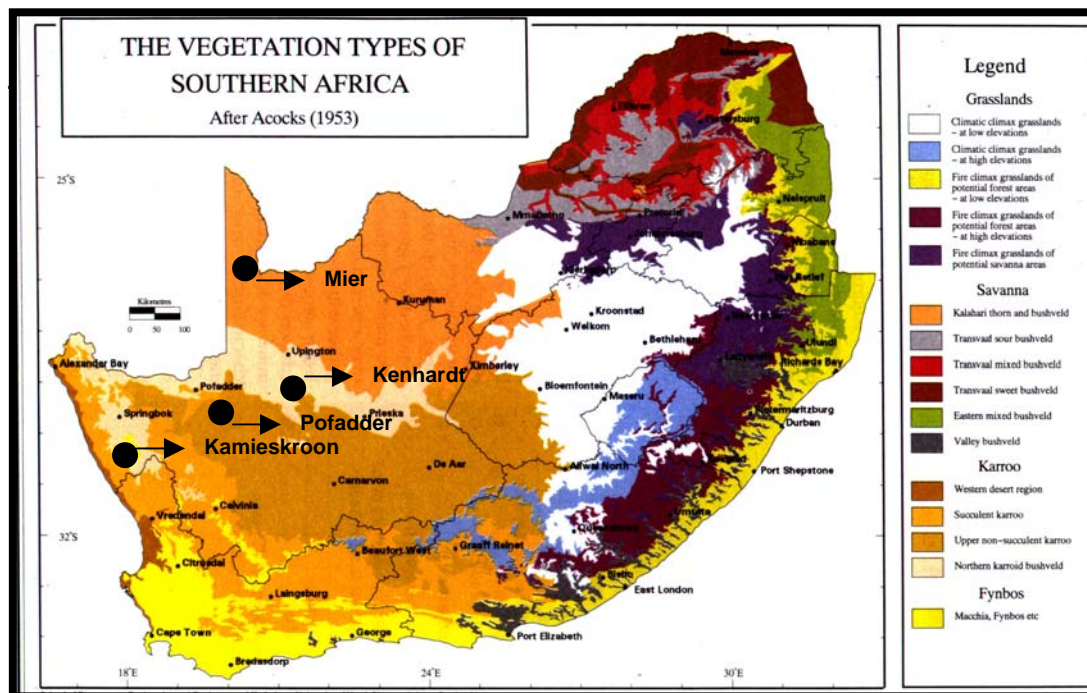 THE VEGETATION TYPES OF
SOUTHERN AFRICA
After Acocks (1953)
25°S
32°S
18°E
24°E
30°E
Kilometres
0 50 100
Mier
Kenhardt
Pofadder
Kamieskroon
Messina
Ellisras
Pietersburg
Nelspruit
Mmabatho
Pretoria
Johannesburg
Mbabane
Klerksdorp
Piet Retief
Kuruman
Kroonstad
Welkom
Newcastle
Bethlehem
Ladysmith
Ulundi
Richards Bay
Upington
Kimberley
Alexander Bay
Pofadder
Bloemfontein
Maseru
Springbok
Prieska
Pietermaritzburg
Durban
De Aar
Aliwal North
Port Shepstone
Carnarvon
Calvinia
Vredendal
Umtata
Queenstown
Beaufort West
Graaff Reinet
Citrusdal
Bisho
East London
Laingsburg
Cape Town
George
Port Elizabeth
Bredasdorp
Legend
Grasslands
Climatic climax grasslands
– at low elevations
Climatic climax grasslands
– at high elevations
Fire climax grasslands of
potential forest areas
– at low elevations
Fire climax grasslands of
potential forest areas
– at high elevations
Fire climax grasslands of
potential savanna areas
Savanna
Kalahari thorn and bushveld
Transvaal sour bushveld
Transvaal mixed bushveld
Transvaal sweet bushveld
Eastern mixed bushveld
Valley bushveld
Karroo
Western desert region
Succulent karroo
Upper non-succulent karroo
Northern karroid bushveld
Fynbos
Macchia, Fynbos etc